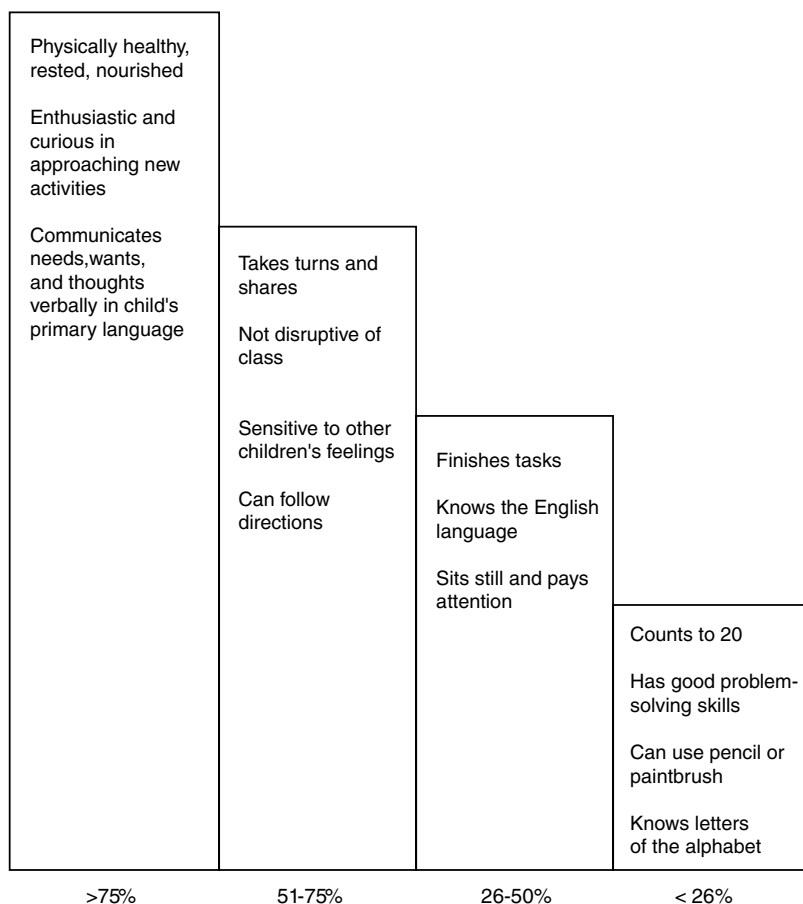 Physically healthy,
rested, nourished
Enthusiastic and
curious in
approaching new
activities
Communicates
needs,wants,
and thoughts
verbally in child's
primary language
Takes turns and
shares
Not disruptive of
class
Sensitive to other
children's feelings
Can follow
directions
Finishes tasks
Knows the English
language
Sits still and pays
attention
Counts to 20
Has good problem-
solving skills
Can use pencil or
paintbrush
Knows letters
of the alphabet
>75%
51-75%
26-50%
< 26%